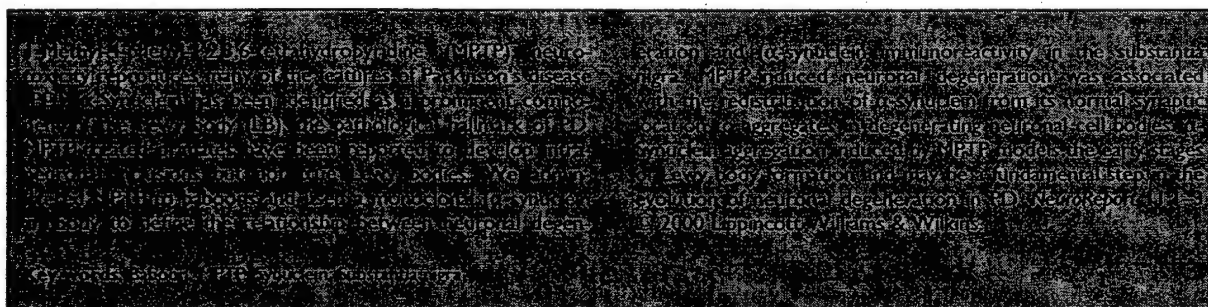 1-Methyl-4-phenyl-1,2,3,6-tetrahydropyridine (MPTP) neuro-
toxicity reproduces many of the features of Parkinson's disease
(PD). α-synuclein has been identified as a prominent compo-
nent of the Lewy body (LB), the pathological hallmark of PD.
MPTP-treated primates have been reported to develop intra-
neuronal inclusions but not true Lewy bodies. We admin-
istered MPTP to baboons and used a monoclonal α-synuclein
antibody to define the relationship between neuronal degen-
eration and α-synuclein immunoreactivity in the substantia
nigra. MPTP-induced neuronal degeneration was associated
with the redistribution of α-synuclein from its normal synaptic
location to aggregates in degenerating neuronal cell bodies. α-
synuclein aggregation induced by MPTP models the early stages
of Lewy body formation and may be a fundamental step in the
evolution of neuronal degeneration in PD. NeuroReport
© 2000 Lippincott Williams & Wilkins.
Key words: Baboon; MPTP; Synuclein; Substantia nigra